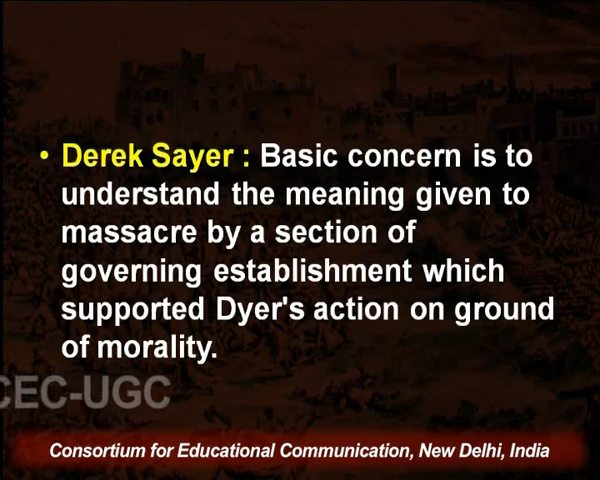 • Derek Sayer : Basic concern is to
understand the meaning given to
massacre by a section of
governing establishment which
supported Dyer's action on ground
of morality.
CEC-UGC
Consortium for Educational Communication, New Delhi, India